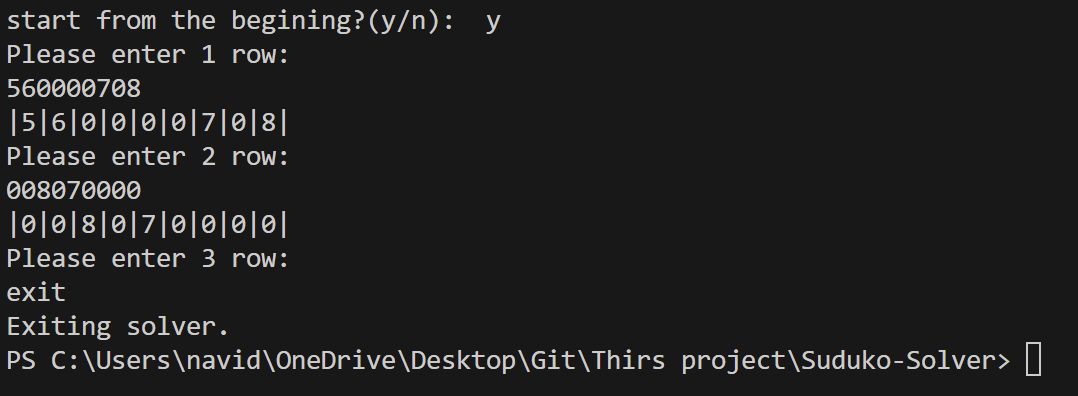 start from the begining?(y/n):  y
Please enter 1 row:
560000708
|5|6|0|0|0|0|7|0|8|
Please enter 2 row:
008070000
|0|0|8|0|7|0|0|0|0|
Please enter 3 row:
exit
Exiting solver.
PS C:\Users\navid\OneDrive\Desktop\Git\Thirs project\Suduko-Solver>